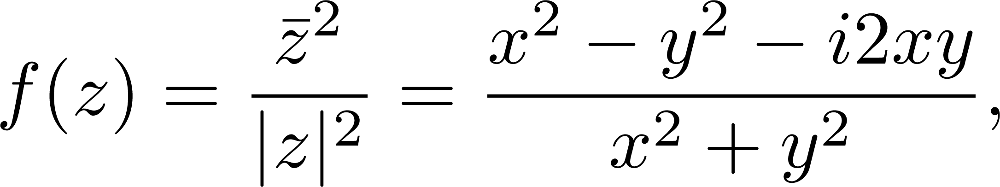 f(z) = \frac{\bar{z}^2}{|z|^2} = \frac{x^2 - y^2 - i2xy}{x^2 + y^2},